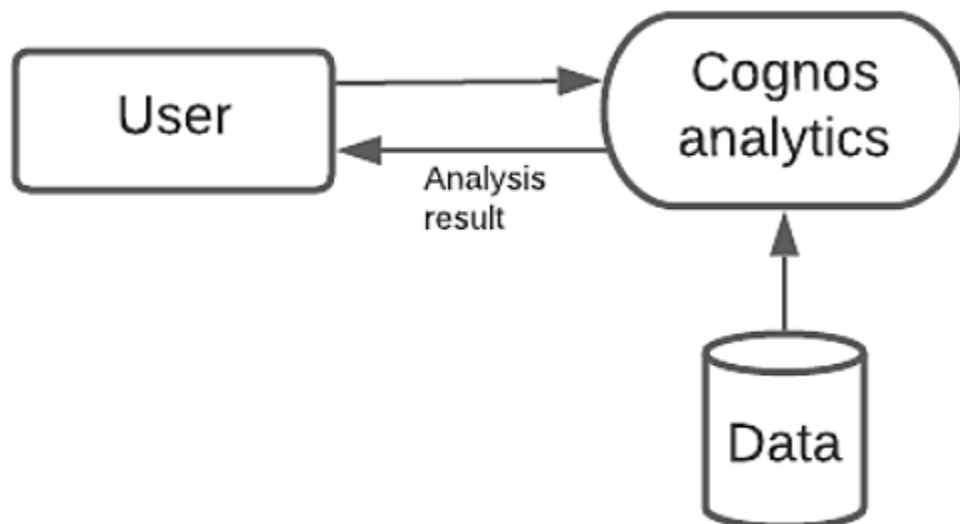 User
Cognos
analytics
Analysis
result
Data